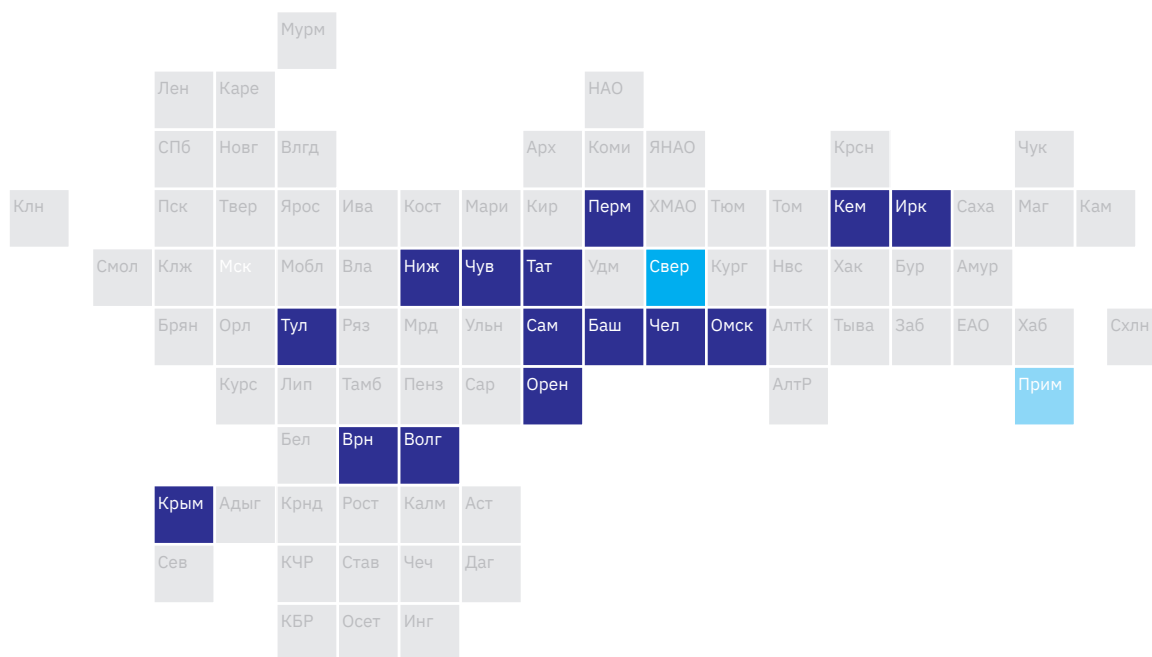 Мурм
Лен Каре НАО
СПб Новг Влгд Арх Коми ЯНАО Крсн Чук
Клн Пск Твер Ярос Ива Кост Мари Кир Перм ХМАО Тюм Том Кем Ирк Саха Маг Кам
Смол Клж Мск Мобл Вла Ниж Чув Тат Удм Свер Кург Нвс Хак Бур Амур
Брян Орл Тул Ряз Мрд Ульн Сам Баш Чел Омск АлтК Тыва Заб ЕАО Хаб Схлн
Курс Лип Тамб Пенз Сар Орен АлтР Прим
Бел Врн Волг
Крым Адыг Крнд Рост Калм Аст
Сев КЧР Став Чеч Даг
КБР Осет Инг